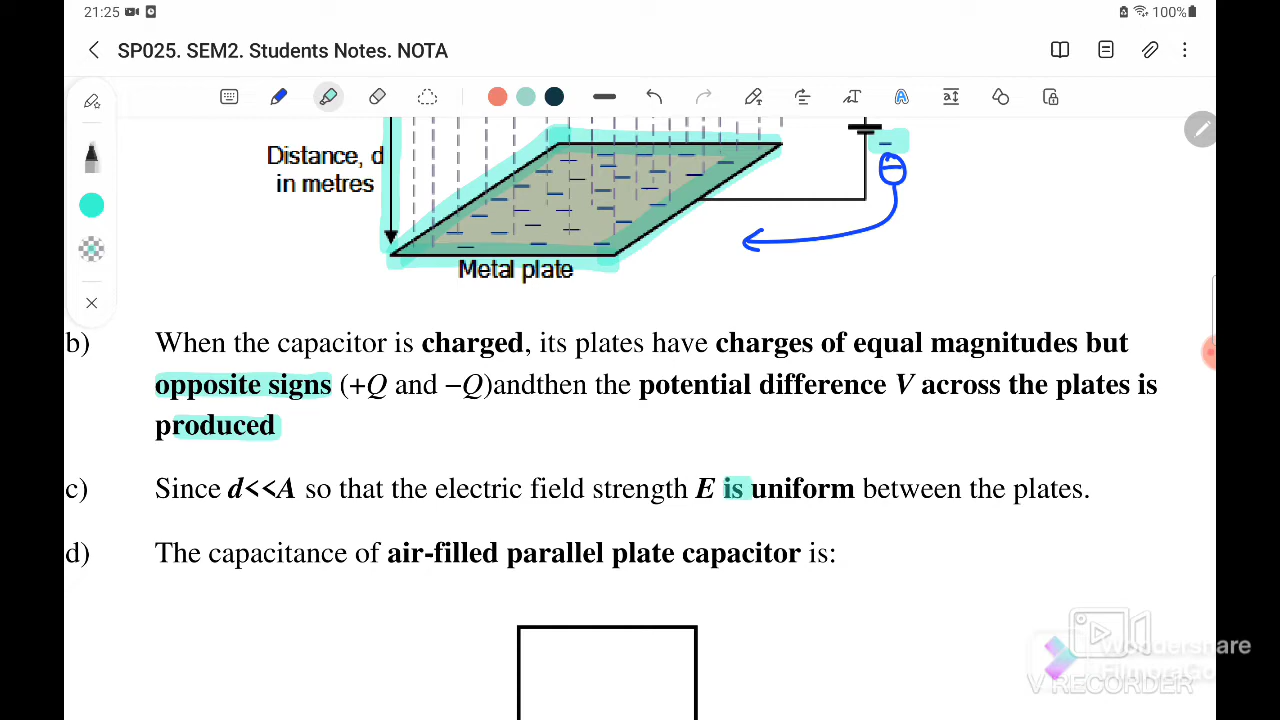 21:25
100%
SP025. SEM2. Students Notes. NOTA
Distance, d
in metres
Metal plate
b) When the capacitor is charged, its plates have charges of equal magnitudes but
opposite signs (+Q and −Q)andthen the potential difference V across the plates is
produced
c) Since d<<A so that the electric field strength E is uniform between the plates.
d) The capacitance of air-filled parallel plate capacitor is:
Wondershare
FilmoraGo
V RECORDER